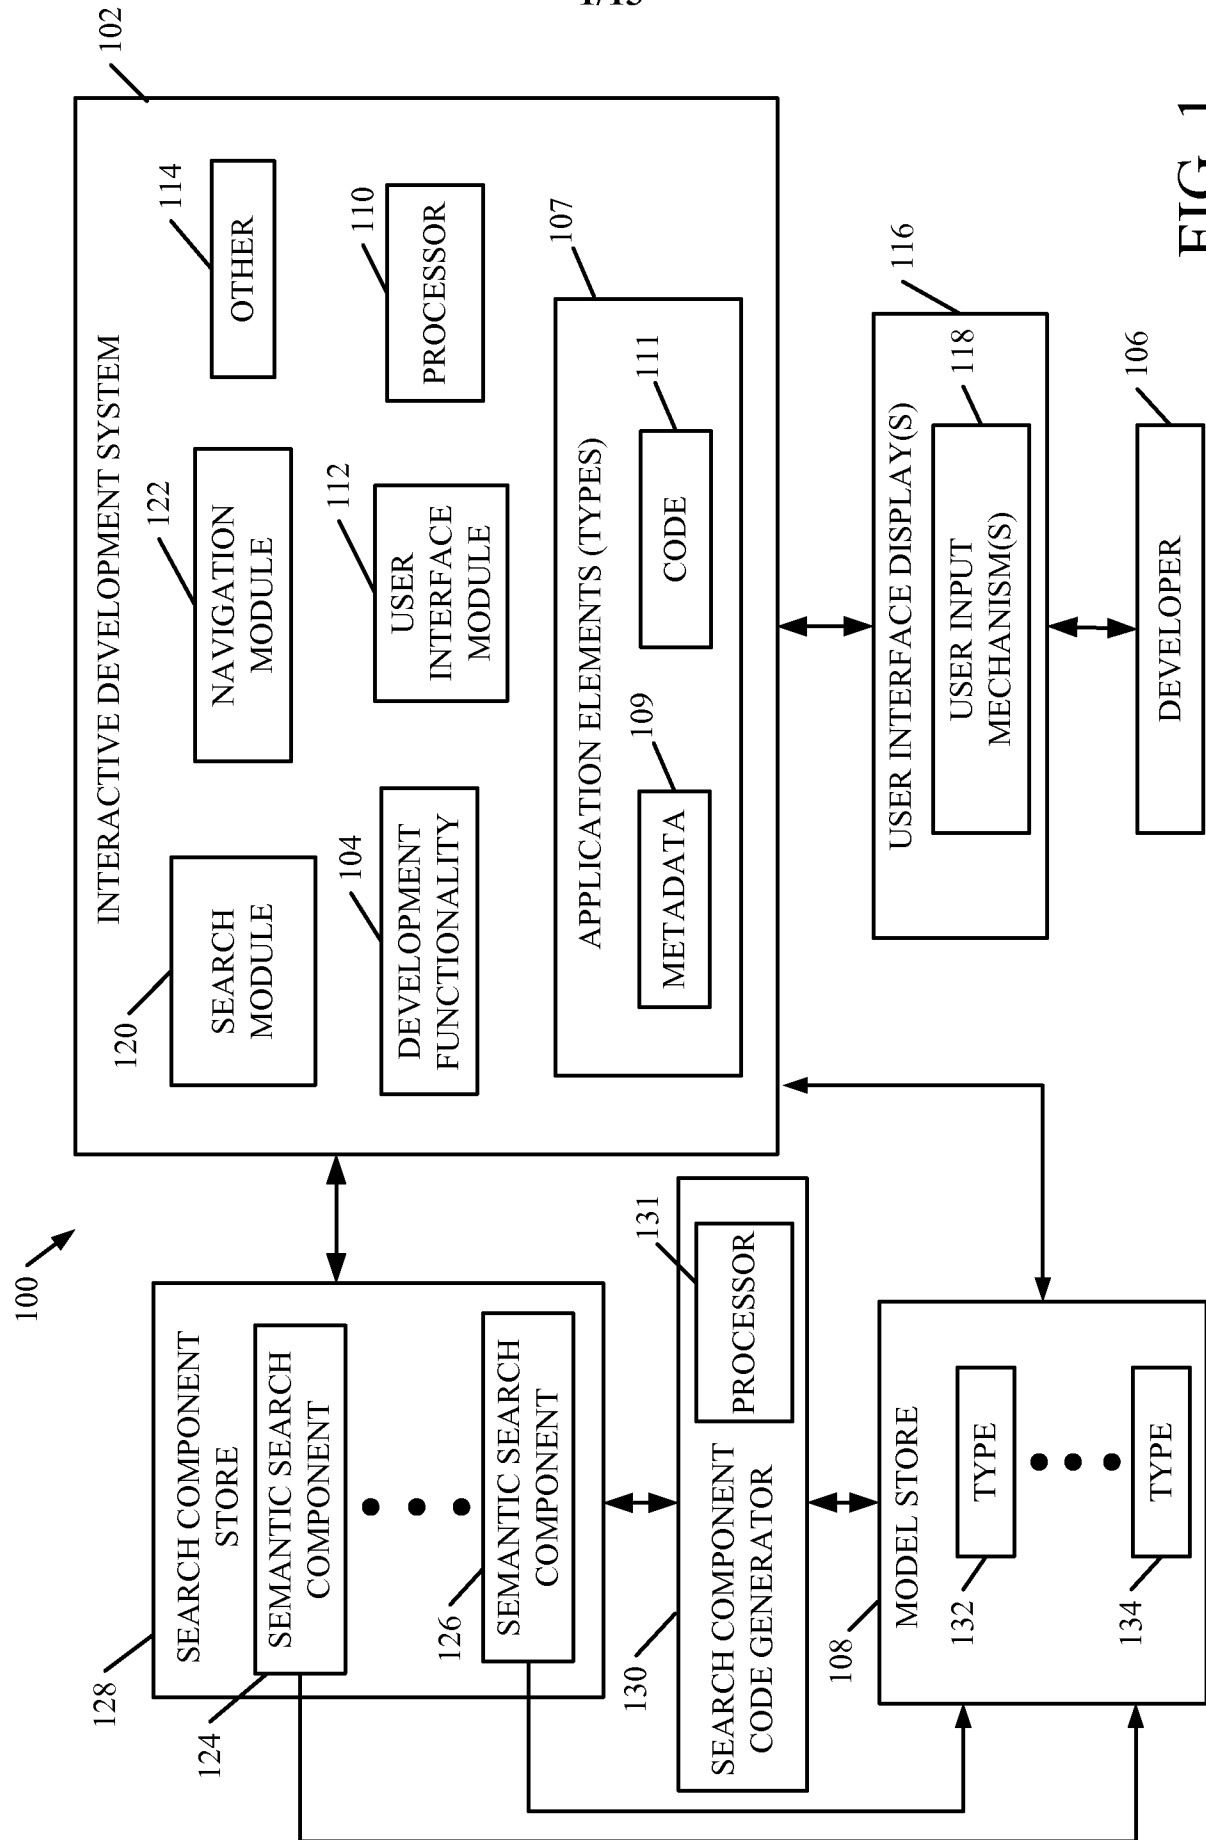 1/13
100
102
INTERACTIVE DEVELOPMENT SYSTEM
120
SEARCH
MODULE
122
NAVIGATION
MODULE
114
OTHER
104
DEVELOPMENT
FUNCTIONALITY
112
USER
INTERFACE
MODULE
110
PROCESSOR
107
APPLICATION ELEMENTS (TYPES)
109
METADATA
111
CODE
116
USER INTERFACE DISPLAY(S)
118
USER INPUT
MECHANISM(S)
106
DEVELOPER
128
SEARCH COMPONENT
STORE
124
SEMANTIC SEARCH
COMPONENT
126
SEMANTIC SEARCH
COMPONENT
130
SEARCH COMPONENT
CODE GENERATOR
131
PROCESSOR
108
MODEL STORE
132
TYPE
134
TYPE
FIG. 1